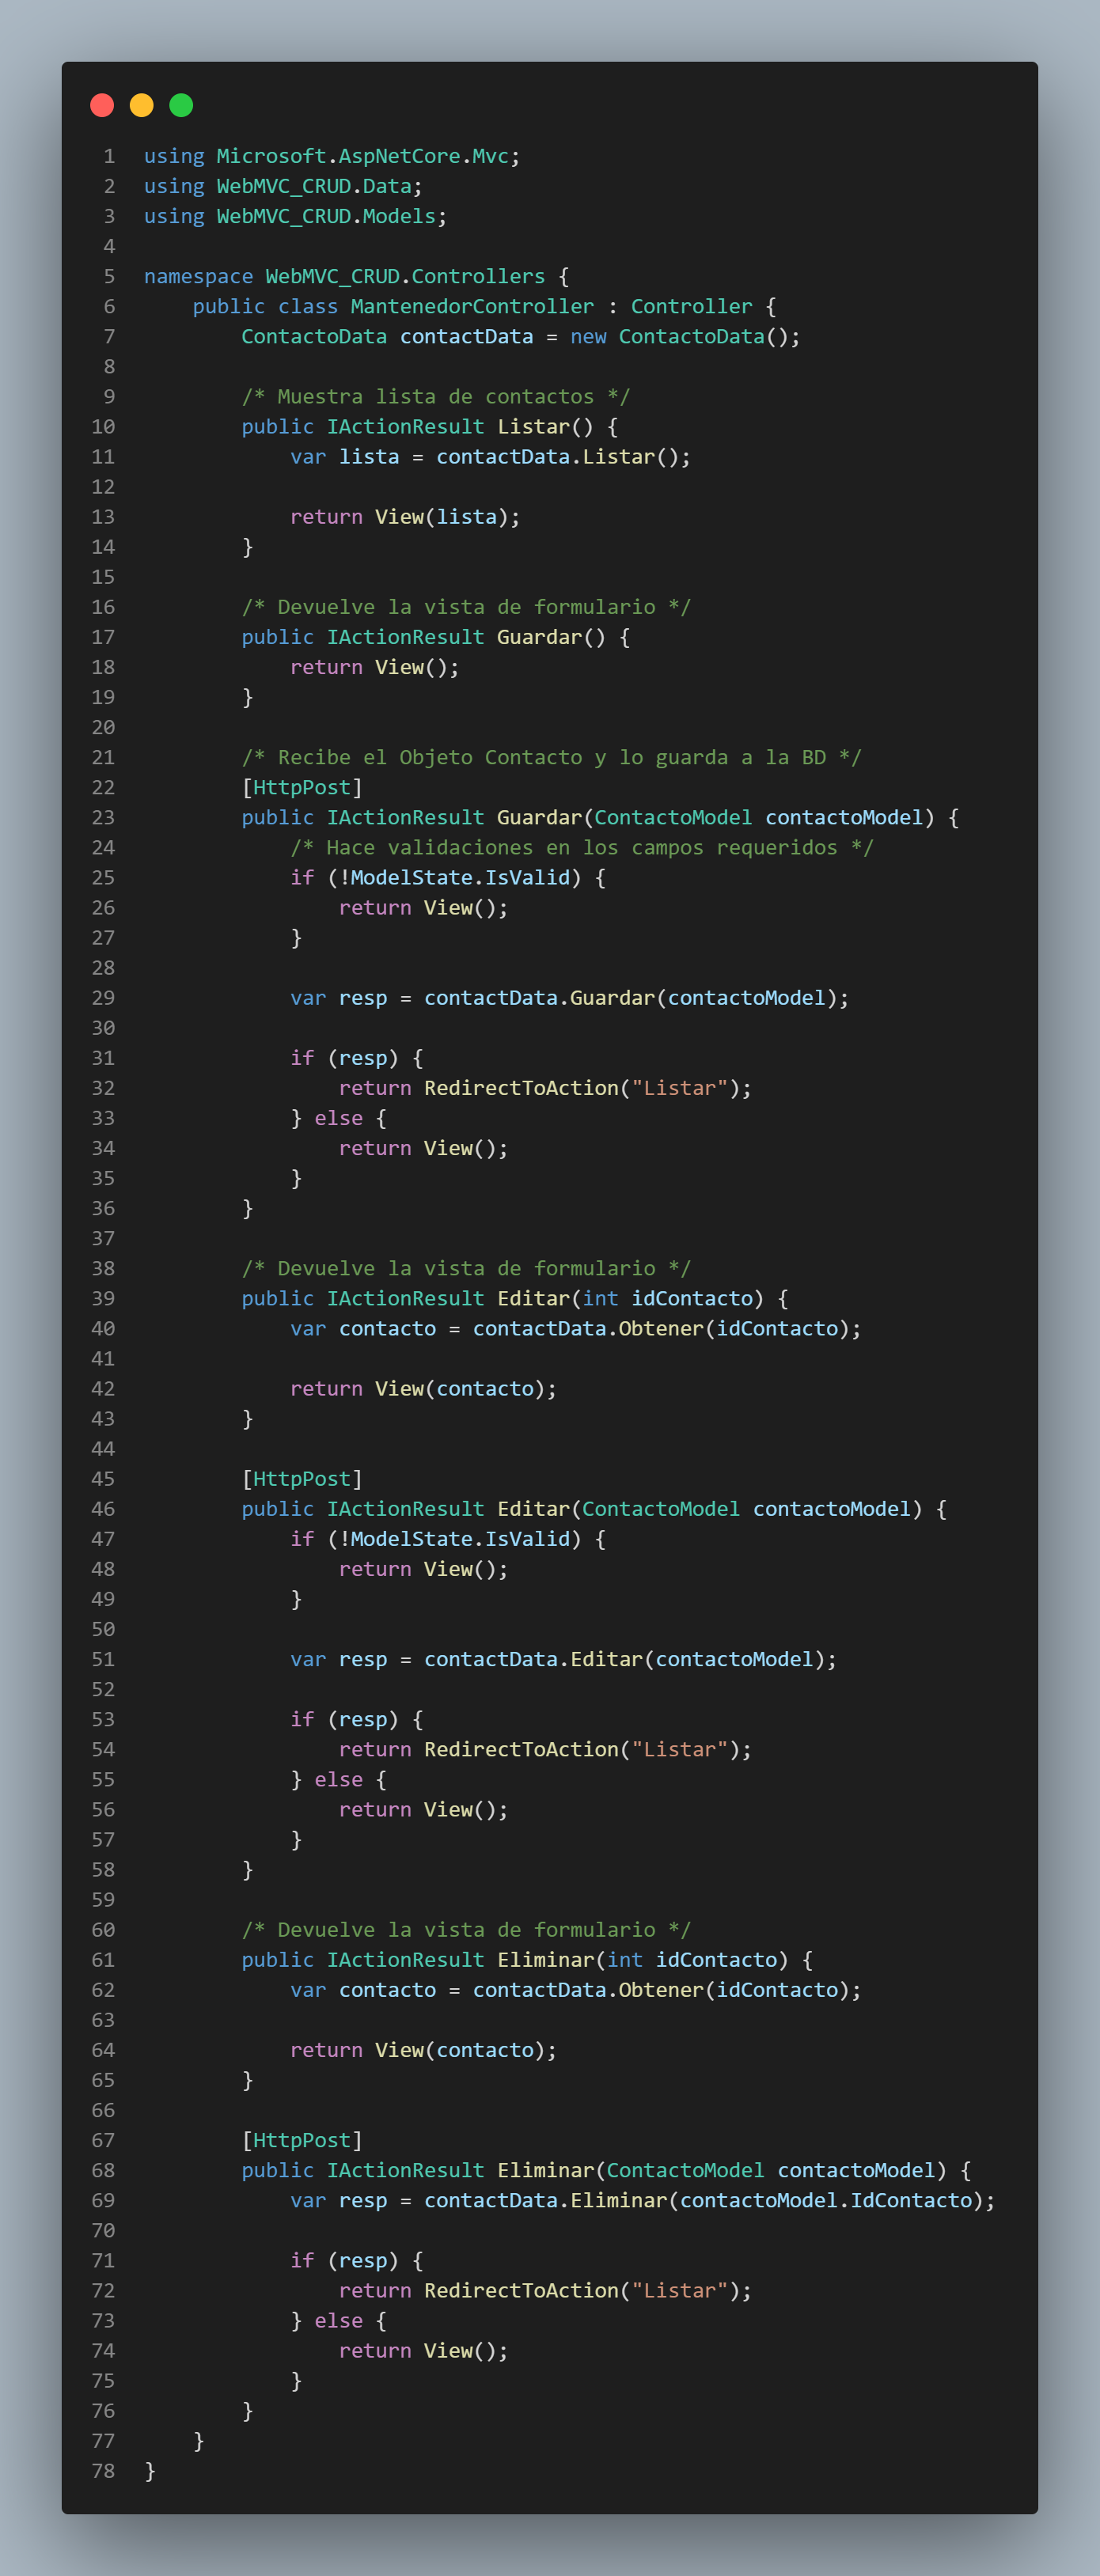 1 using Microsoft.AspNetCore.Mvc;
2 using WebMVC_CRUD.Data;
3 using WebMVC_CRUD.Models;
4
5 namespace WebMVC_CRUD.Controllers {
6     public class MantenedorController : Controller {
7         ContactoData contactData = new ContactoData();
8
9         /* Muestra lista de contactos */
10         public IActionResult Listar() {
11             var lista = contactData.Listar();
12
13             return View(lista);
14         }
15
16         /* Devuelve la vista de formulario */
17         public IActionResult Guardar() {
18             return View();
19         }
20
21         /* Recibe el Objeto Contacto y lo guarda a la BD */
22         [HttpPost]
23         public IActionResult Guardar(ContactoModel contactoModel) {
24             /* Hace validaciones en los campos requeridos */
25             if (!ModelState.IsValid) {
26                 return View();
27             }
28
29             var resp = contactData.Guardar(contactoModel);
30
31             if (resp) {
32                 return RedirectToAction("Listar");
33             } else {
34                 return View();
35             }
36         }
37
38         /* Devuelve la vista de formulario */
39         public IActionResult Editar(int idContacto) {
40             var contacto = contactData.Obtener(idContacto);
41
42             return View(contacto);
43         }
44
45         [HttpPost]
46         public IActionResult Editar(ContactoModel contactoModel) {
47             if (!ModelState.IsValid) {
48                 return View();
49             }
50
51             var resp = contactData.Editar(contactoModel);
52
53             if (resp) {
54                 return RedirectToAction("Listar");
55             } else {
56                 return View();
57             }
58         }
59
60         /* Devuelve la vista de formulario */
61         public IActionResult Eliminar(int idContacto) {
62             var contacto = contactData.Obtener(idContacto);
63
64             return View(contacto);
65         }
66
67         [HttpPost]
68         public IActionResult Eliminar(ContactoModel contactoModel) {
69             var resp = contactData.Eliminar(contactoModel.IdContacto);
70
71             if (resp) {
72                 return RedirectToAction("Listar");
73             } else {
74                 return View();
75             }
76         }
77     }
78 }